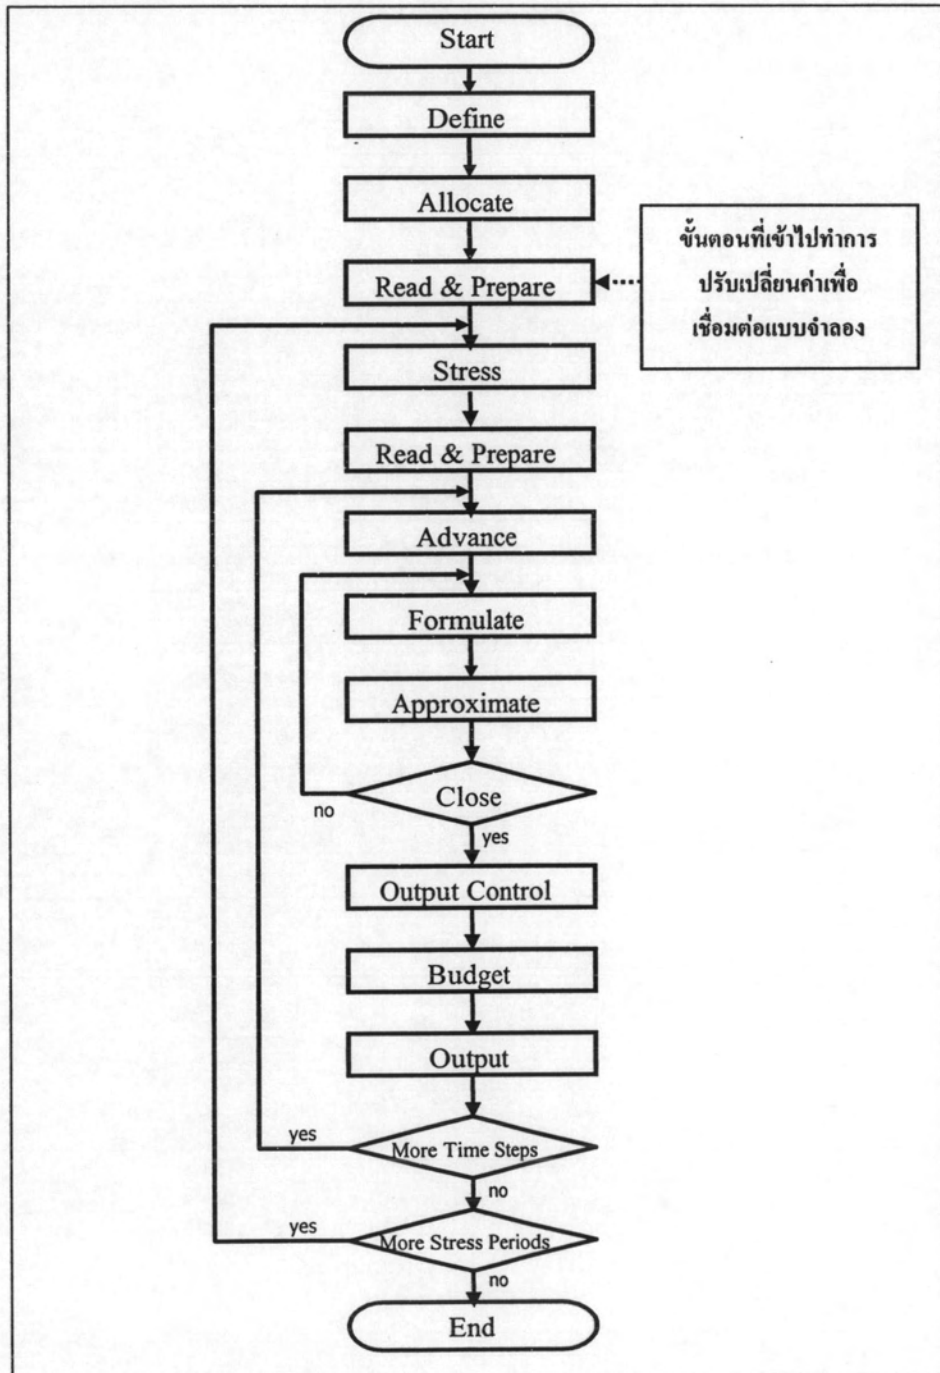 Start
Define
Allocate
Read & Prepare
ขั้นตอนที่เข้าไปทำการ
ปรับเปลี่ยนค่าเพื่อ
เชื่อมต่อแบบจำลอง
Stress
Read & Prepare
Advance
Formulate
Approximate
Close
no
yes
Output Control
Budget
Output
yes
More Time Steps
no
yes
More Stress Periods
no
End